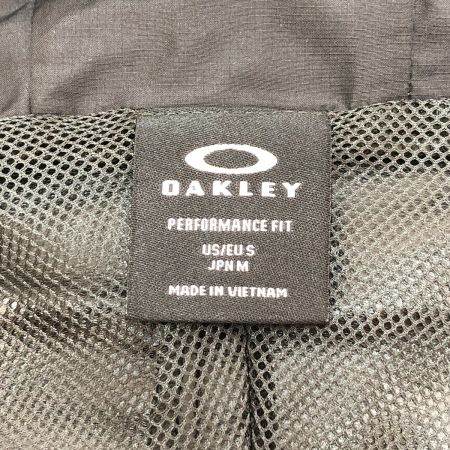 OAKLEY
PERFORMANCE FIT
US/EU S
JPN M
MADE IN VIETNAM